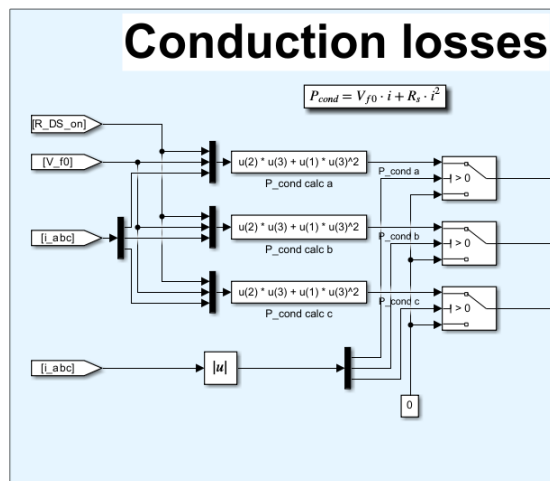 Conduction losses
P_cond = V_f0 · i + R_s · i²
[R_DS_on]
[V_f0]
u(2) * u(3) + u(1) * u(3)^2
P_cond calc a
P_cond a
> 0
[i_abc]
u(2) * u(3) + u(1) * u(3)^2
P_cond calc b
P_cond b
> 0
u(2) * u(3) + u(1) * u(3)^2
P_cond calc c
P_cond c
> 0
[i_abc]
|u|
0